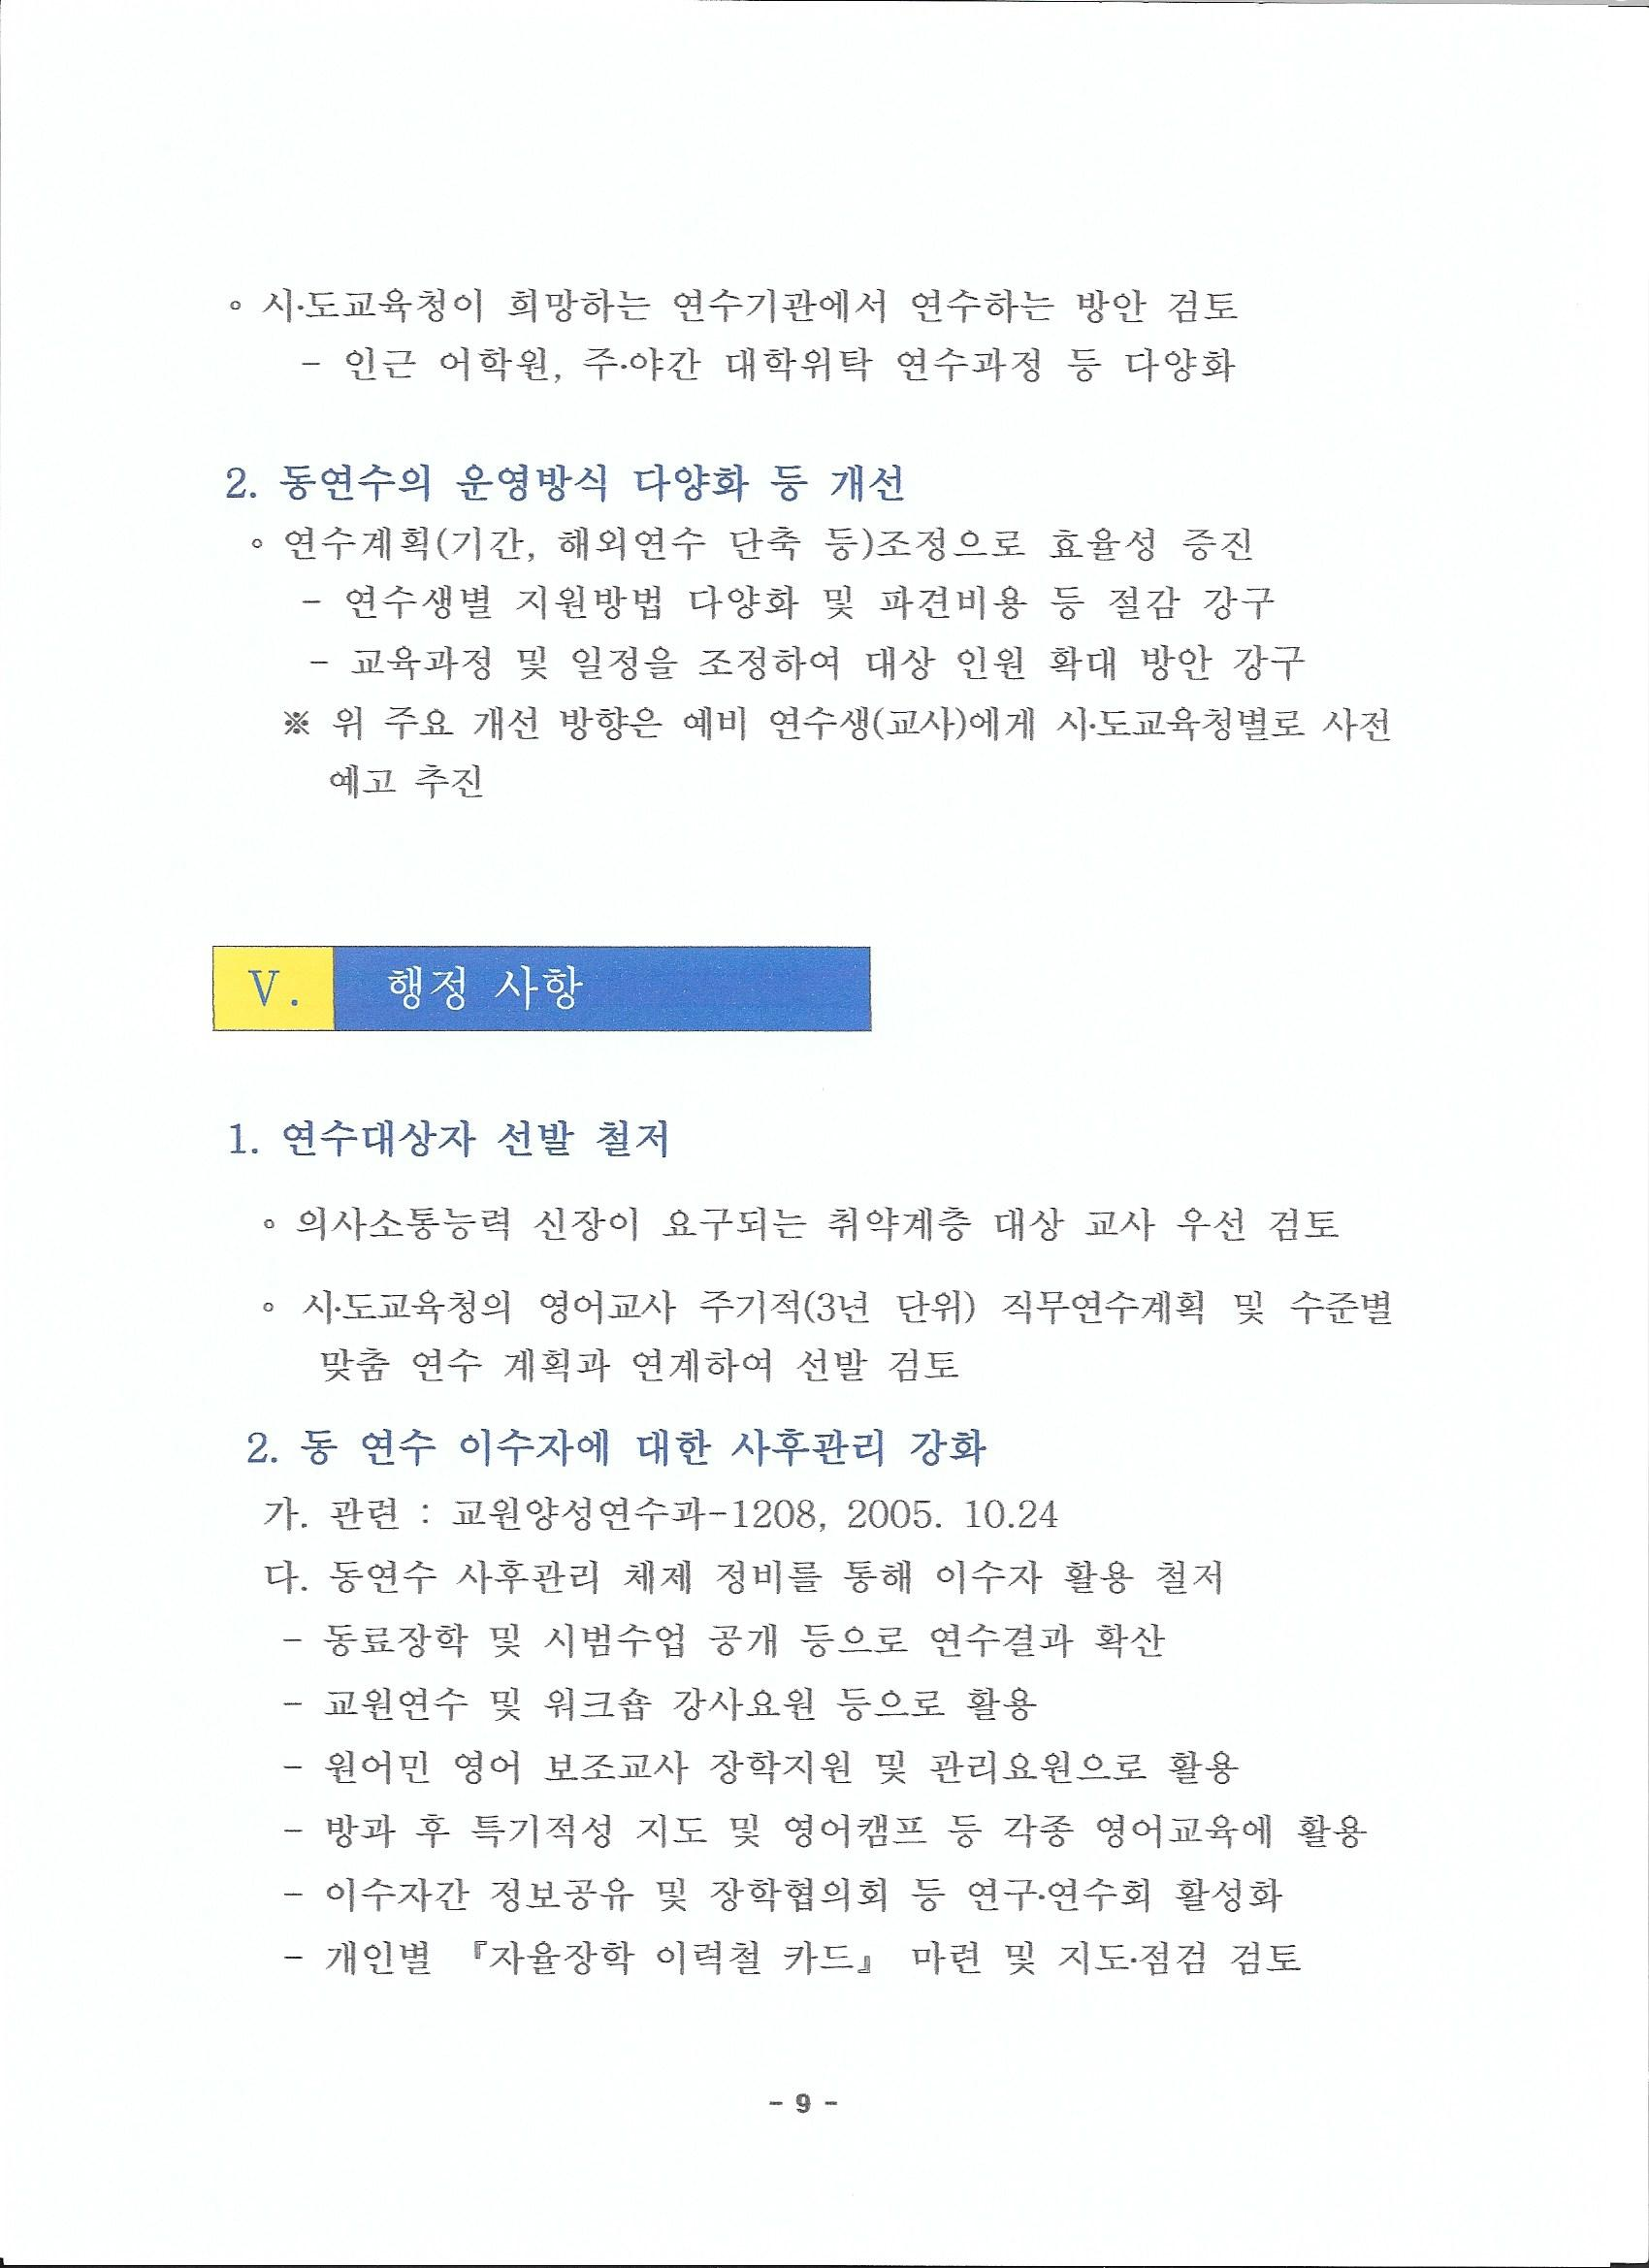 ∘ 시·도교육청이 희망하는 연수기관에서 연수하는 방안 검토
- 인근 어학원, 주·야간 대학위탁 연수과정 등 다양화
2. 동연수의 운영방식 다양화 등 개선
∘ 연수계획(기간, 해외연수 단축 등)조정으로 효율성 증진
- 연수생별 지원방법 다양화 및 파견비용 등 절감 강구
- 교육과정 및 일정을 조정하여 대상 인원 확대 방안 강구
※ 위 주요 개선 방향은 예비 연수생(교사)에게 시·도교육청별로 사전
예고 추진
V. 행정 사항
1. 연수대상자 선발 철저
∘ 의사소통능력 신장이 요구되는 취약계층 대상 교사 우선 검토
∘ 시·도교육청의 영어교사 주기적(3년 단위) 직무연수계획 및 수준별
맞춤 연수 계획과 연계하여 선발 검토
2. 동 연수 이수자에 대한 사후관리 강화
가. 관련 : 교원양성연수과-1208, 2005. 10.24
다. 동연수 사후관리 체제 정비를 통해 이수자 활용 철저
- 동료장학 및 시범수업 공개 등으로 연수결과 확산
- 교원연수 및 워크숍 강사요원 등으로 활용
- 원어민 영어 보조교사 장학지원 및 관리요원으로 활용
- 방과 후 특기적성 지도 및 영어캠프 등 각종 영어교육에 활용
- 이수자간 정보공유 및 장학협의회 등 연구·연수회 활성화
- 개인별 『자율장학 이력철 카드』 마련 및 지도·점검 검토
- 9 -